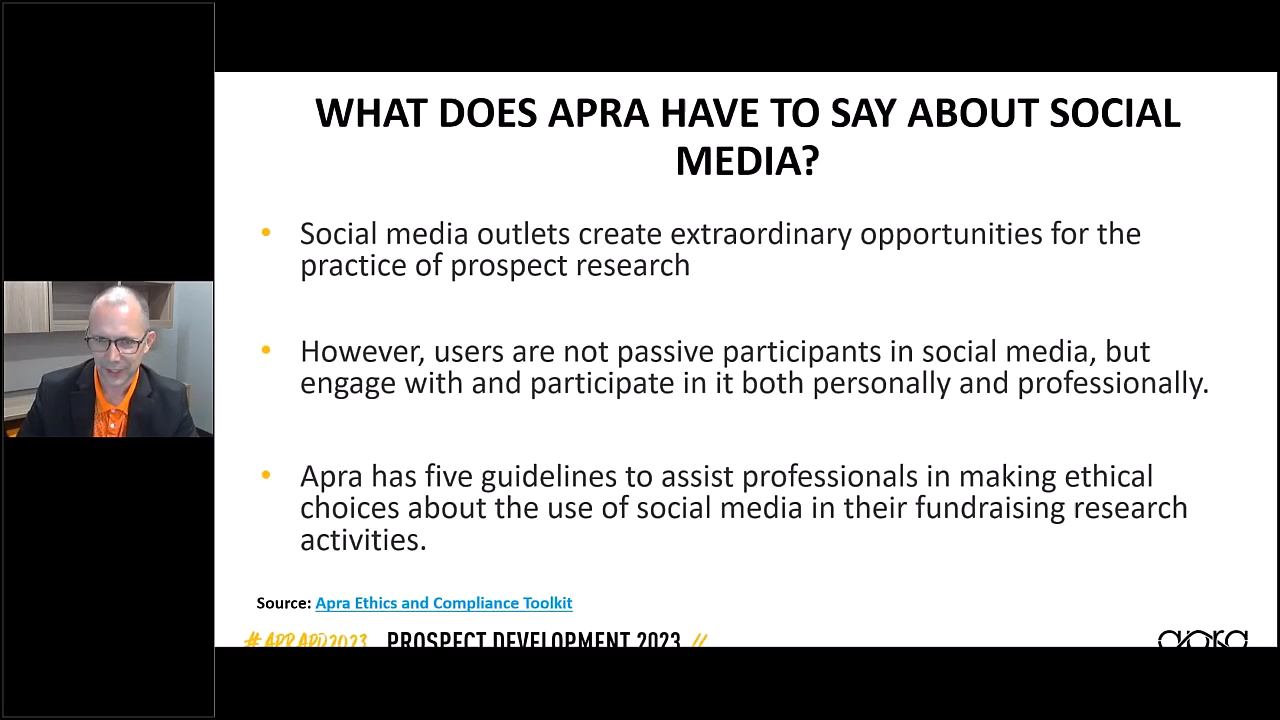 WHAT DOES APRA HAVE TO SAY ABOUT SOCIAL
MEDIA?
• Social media outlets create extraordinary opportunities for the
practice of prospect research
• However, users are not passive participants in social media, but
engage with and participate in it both personally and professionally.
• Apra has five guidelines to assist professionals in making ethical
choices about the use of social media in their fundraising research
activities.
Source: Apra Ethics and Compliance Toolkit
#APRAPD2023 PROSPECT DEVELOPMENT 2023 //
apra